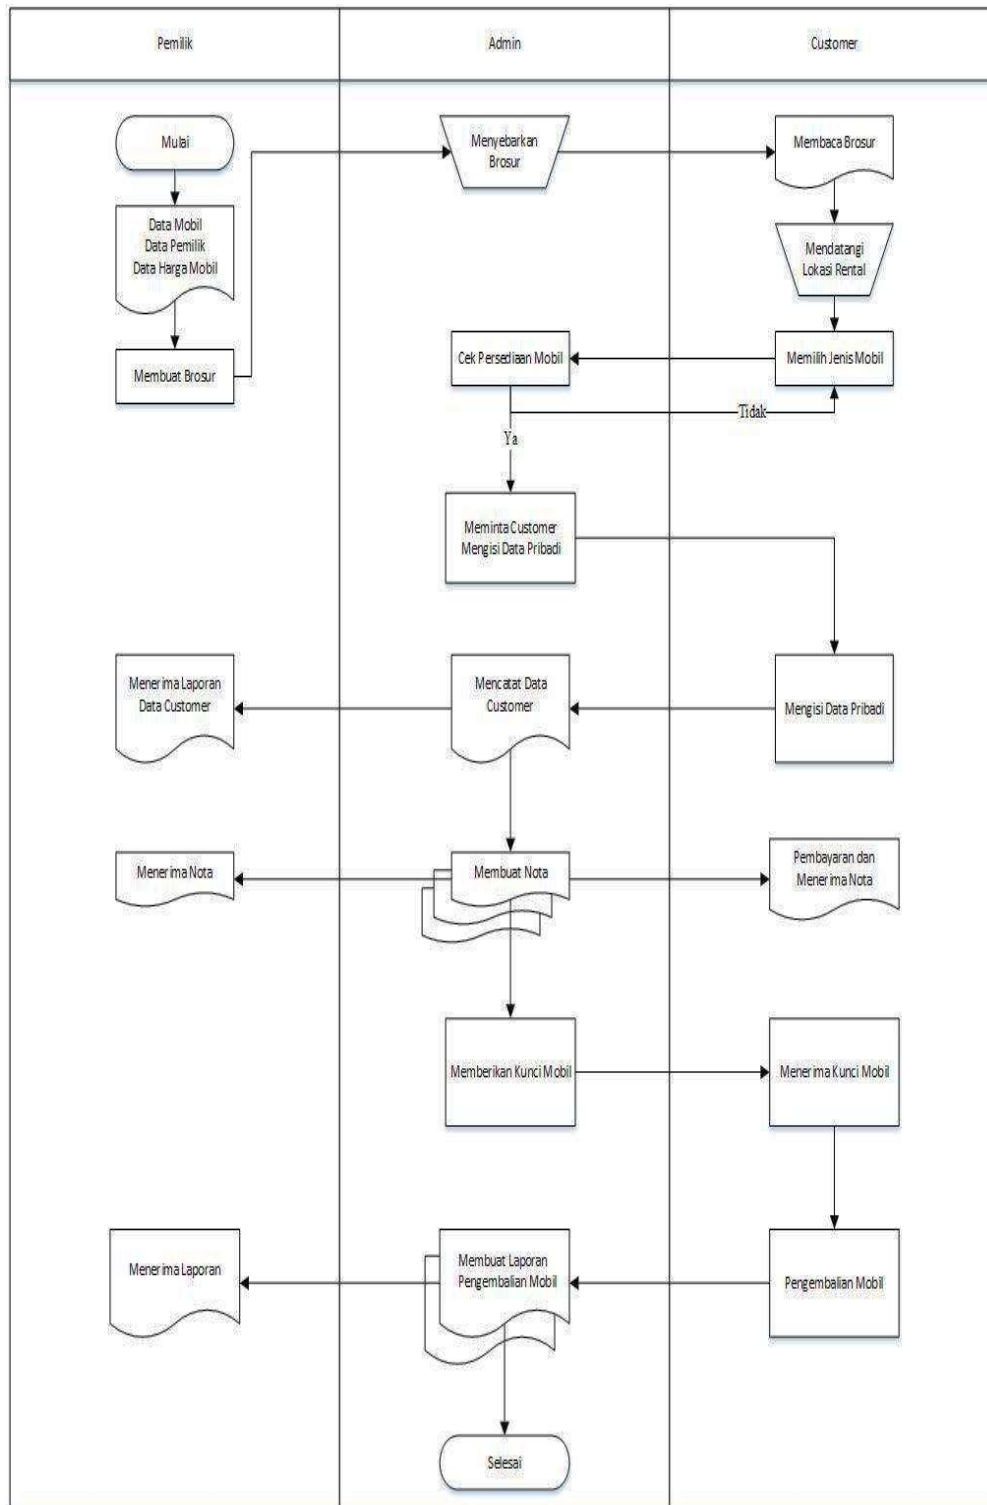 Pemilik
Admin
Customer
Mulai
Menyebarkan
Brosur
Membaca Brosur
Data Mobil
Data Pemilik
Data Harga Mobil
Mendatangi
Lokasi Rental
Membuat Brosur
Cek Persediaan Mobil
Memilih Jenis Mobil
Tidak
Ya
Meminta Customer
Mengisi Data Pribadi
Menerima Laporan
Data Customer
Mencatat Data
Customer
Mengisi Data Pribadi
Menerima Nota
Membuat Nota
Pembayaran dan
Menerima Nota
Memberikan Kunci Mobil
Menerima Kunci Mobil
Menerima Laporan
Membuat Laporan
Pengembalian Mobil
Pengembalian Mobil
Selesai